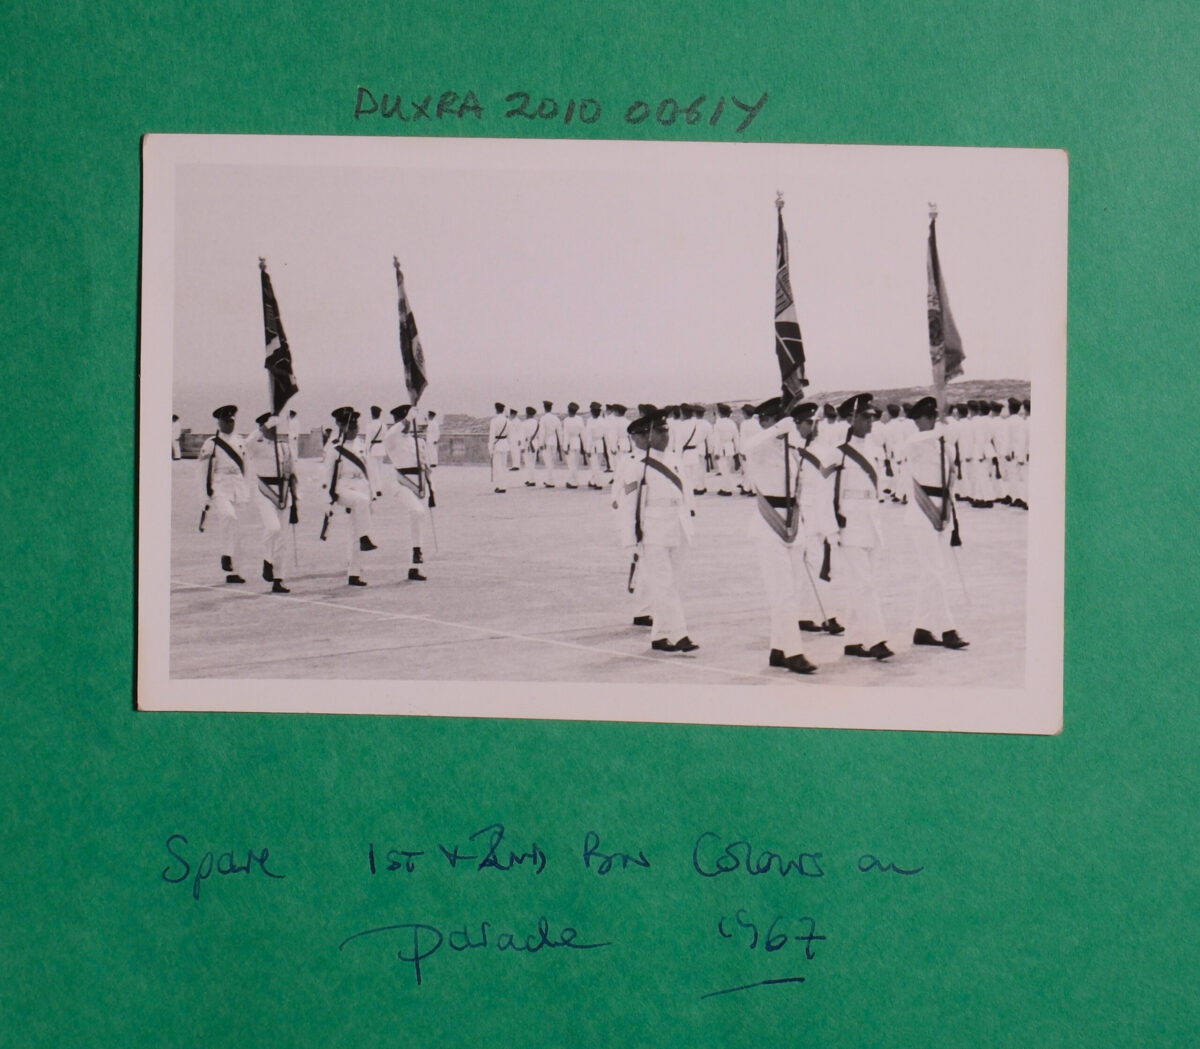 DUXRA 2010 0061Y
Spare 1ST + 2ND BN Colours on
parade 1967